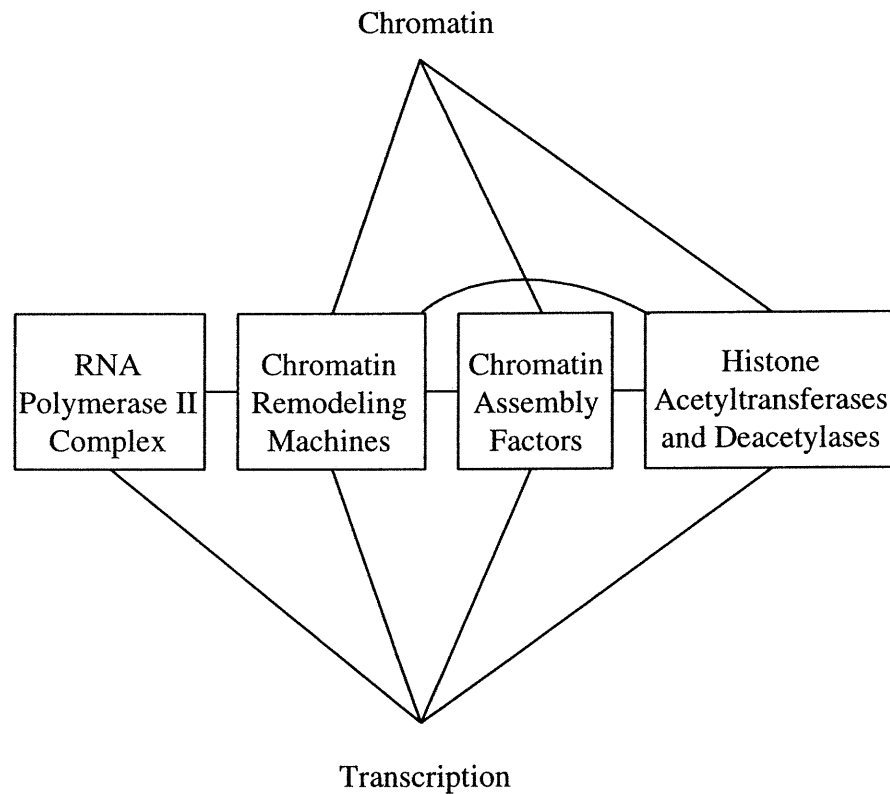 Chromatin
RNA
Polymerase II
Complex
Chromatin
Remodeling
Machines
Chromatin
Assembly
Factors
Histone
Acetyltransferases
and Deacetylases
Transcription